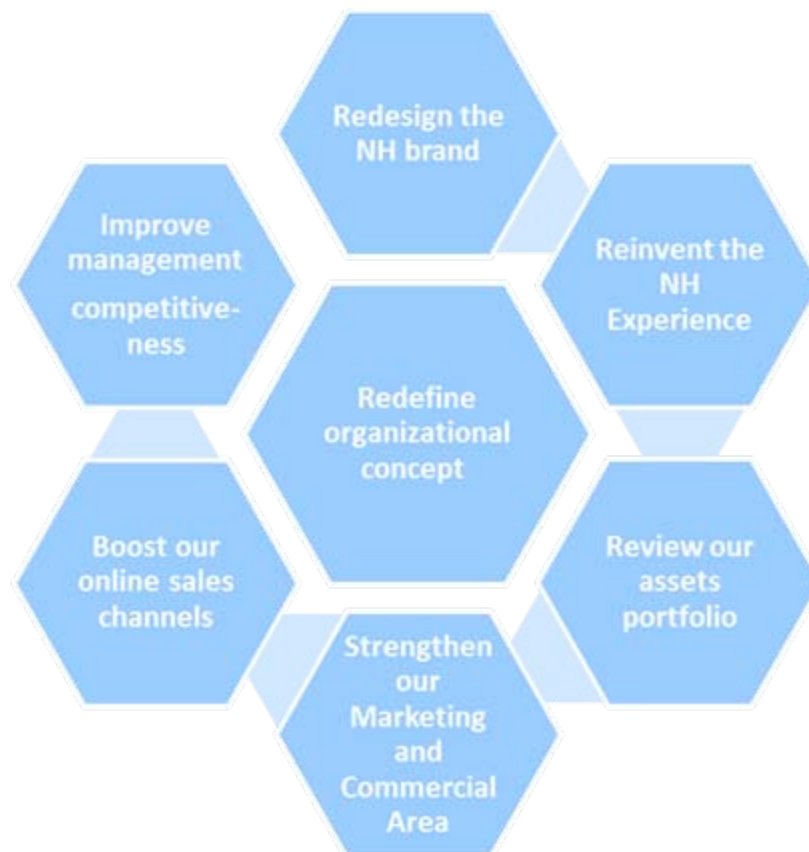 Redesign the
NH brand
Improve
management
competitive-
ness
Reinvent the
NH
Experience
Redefine
organizational
concept
Boost our
online sales
channels
Review our
assets
portfolio
Strengthen
our
Marketing
and
Commercial
Area